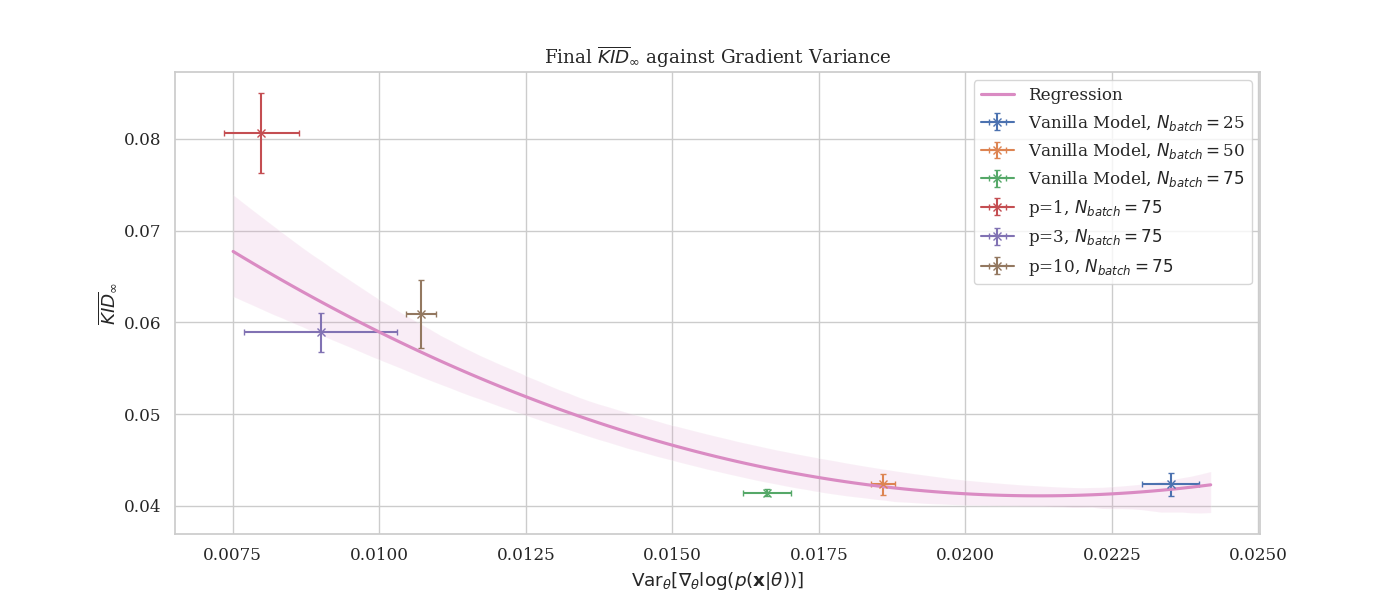 Final $\overline{KID}_\infty$ against Gradient Variance
$\overline{KID}_\infty$
0.08
0.07
0.06
0.05
0.04
Regression
Vanilla Model, $N_{batch} = 25$
Vanilla Model, $N_{batch} = 50$
Vanilla Model, $N_{batch} = 75$
p=1, $N_{batch} = 75$
p=3, $N_{batch} = 75$
p=10, $N_{batch} = 75$
0.0075 0.0100 0.0125 0.0150 0.0175 0.0200 0.0225 0.0250
$\mathrm{Var}_\theta[\nabla_\theta \log(p(\mathbf{x}|\theta))]$